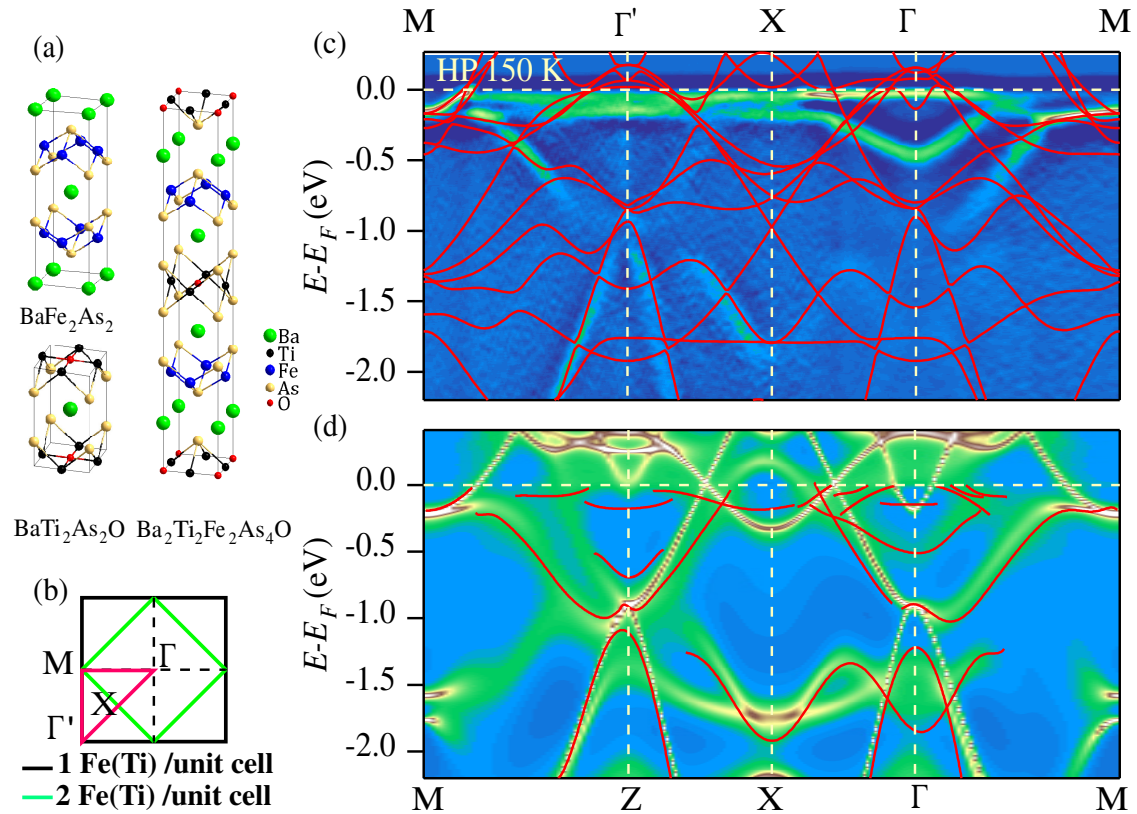 (a)
BaFe₂As₂
Ba
Ti
Fe
As
O
BaTi₂As₂O Ba₂Ti₂Fe₂As₄O
(b)
M
Γ
X
Γ'
1 Fe(Ti) /unit cell
2 Fe(Ti) /unit cell
M Γ' X Γ M
(c)
HP 150 K
0.0
-0.5
-1.0
-1.5
-2.0
E-E_F (eV)
(d)
0.0
-0.5
-1.0
-1.5
-2.0
E-E_F (eV)
M Z X Γ M